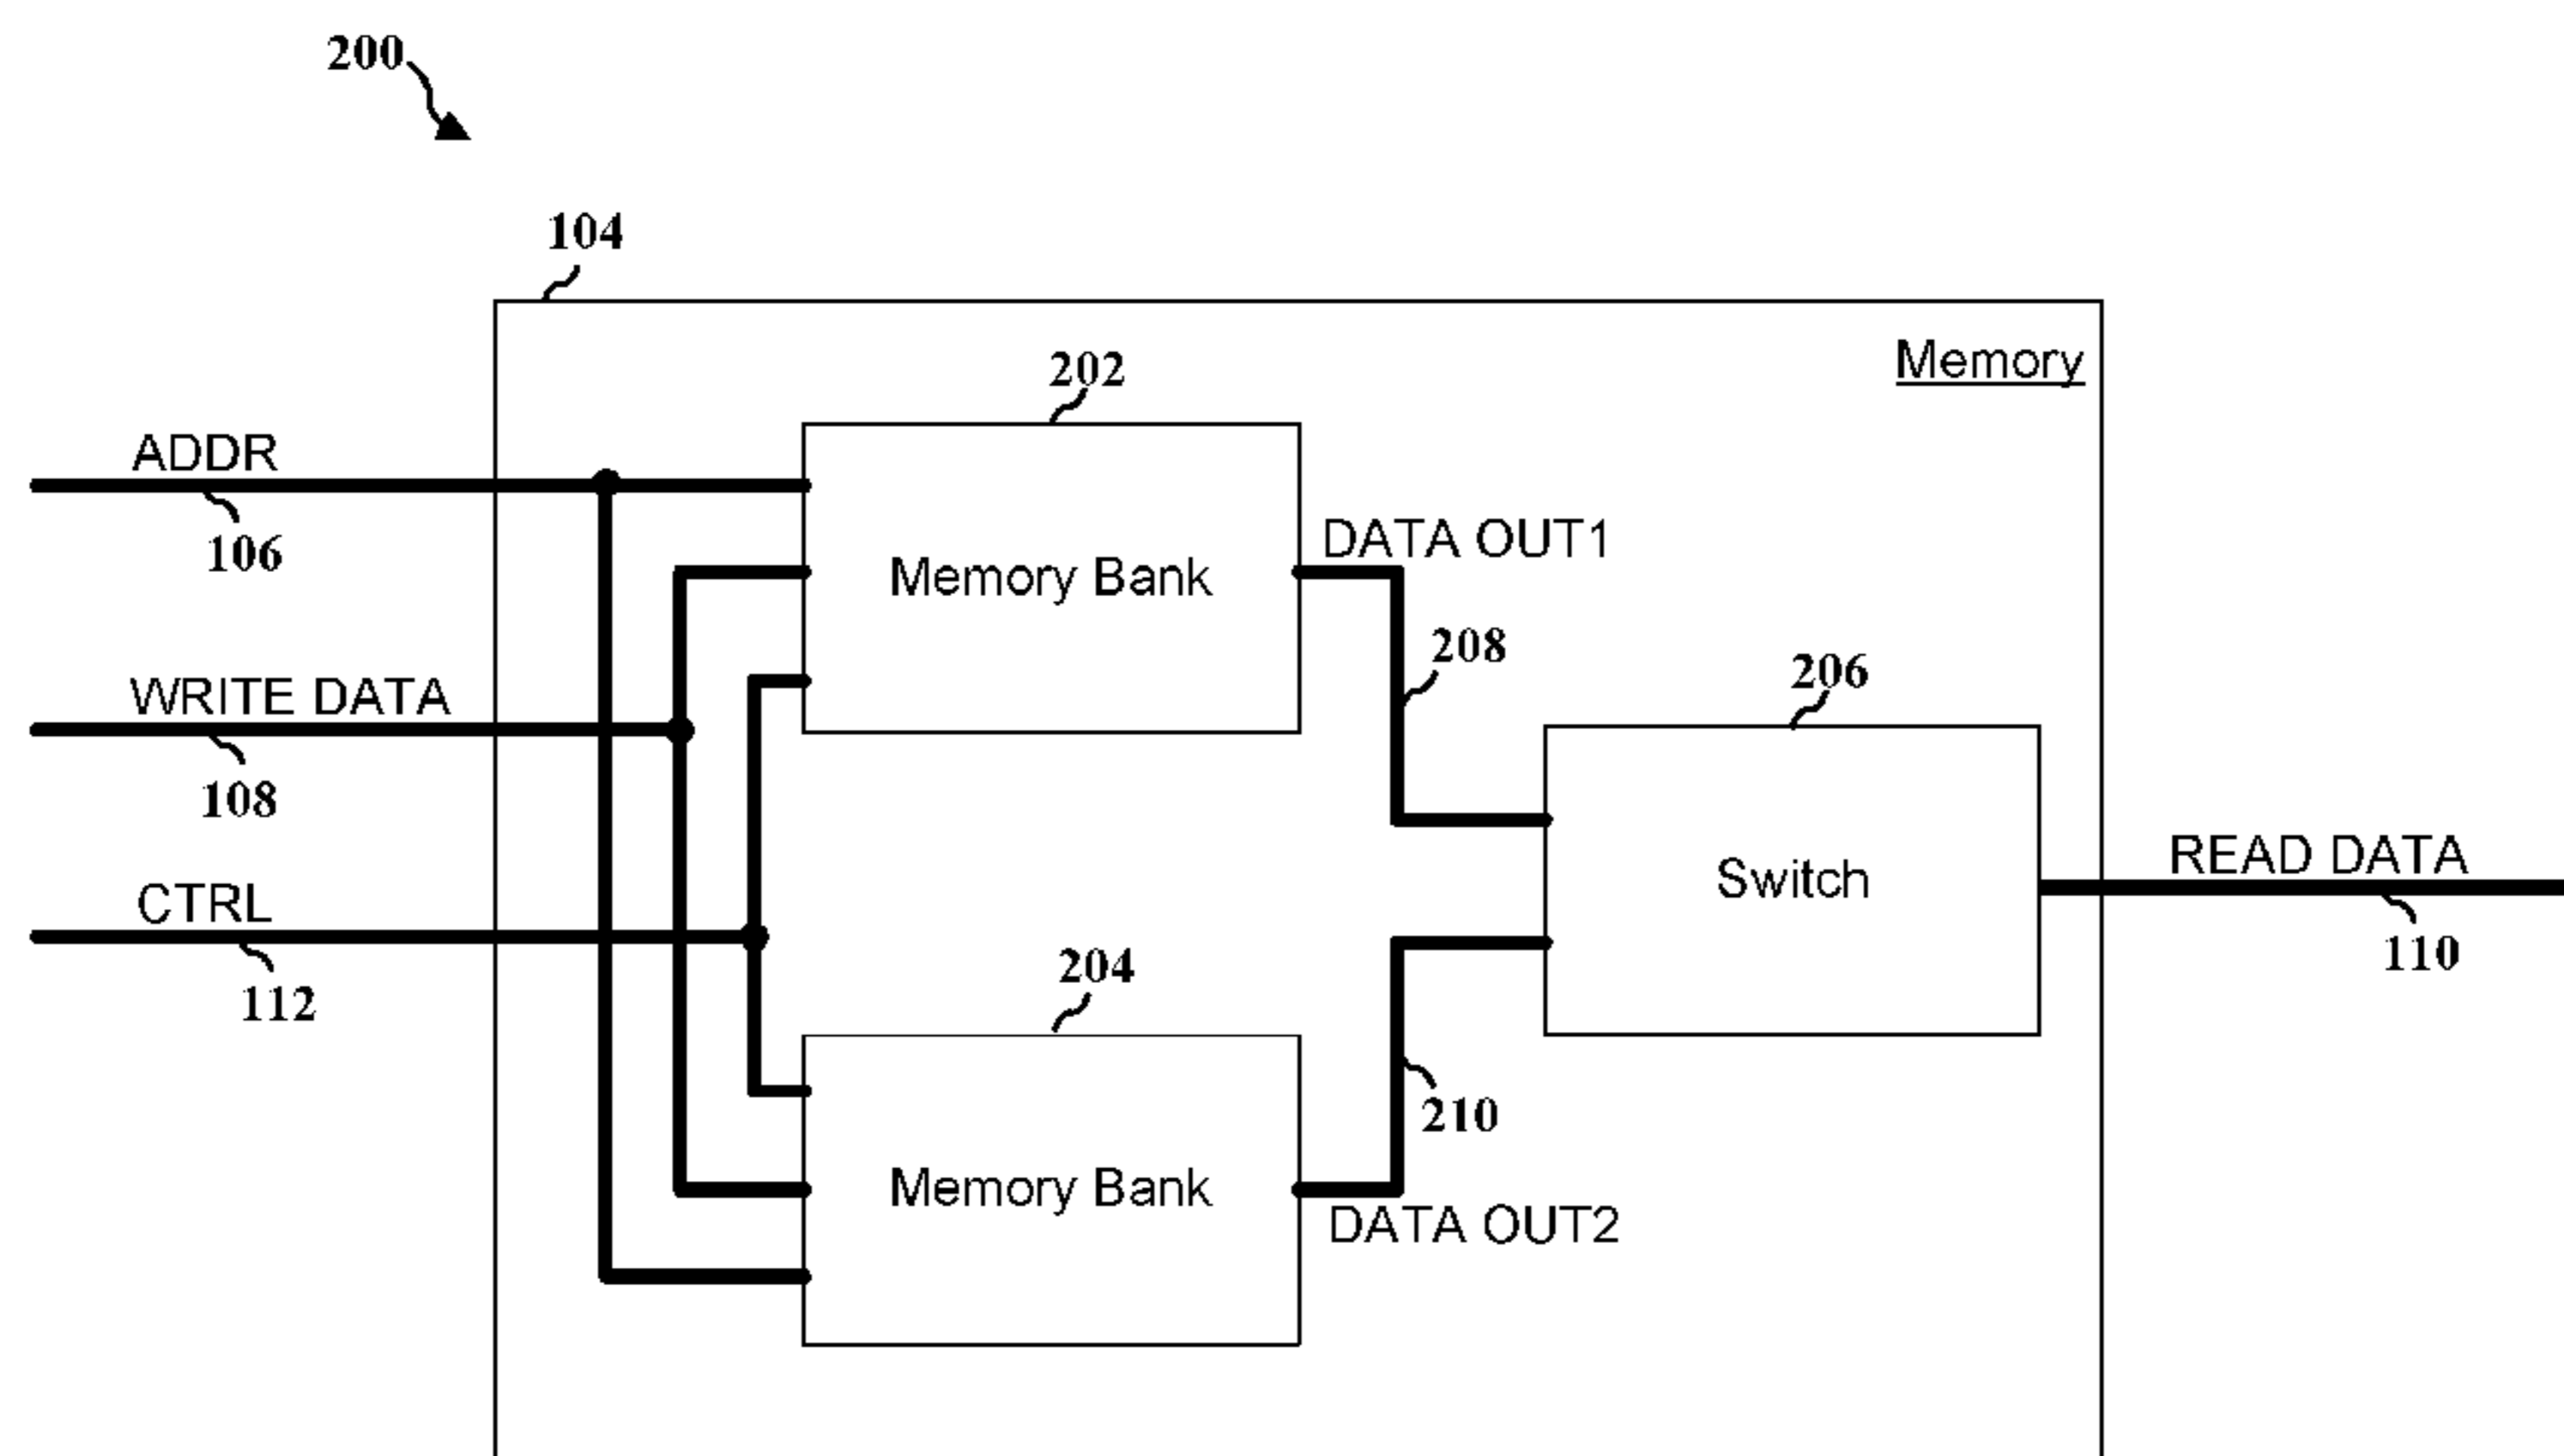 200
104
Memory
202
ADDR
106
Memory Bank
DATA OUT1
208
WRITE DATA
108
206
Switch
READ DATA
110
CTRL
112
204
210
Memory Bank
DATA OUT2